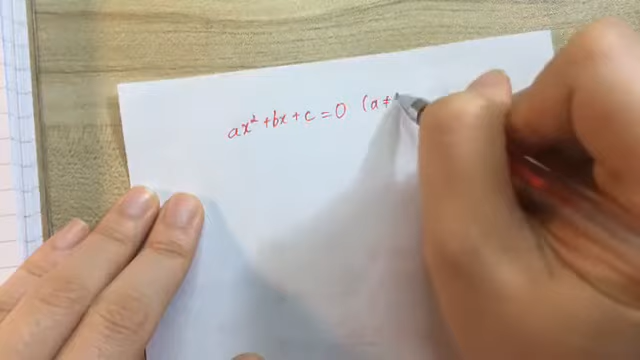 ax² + bx + c = 0 (a ≠